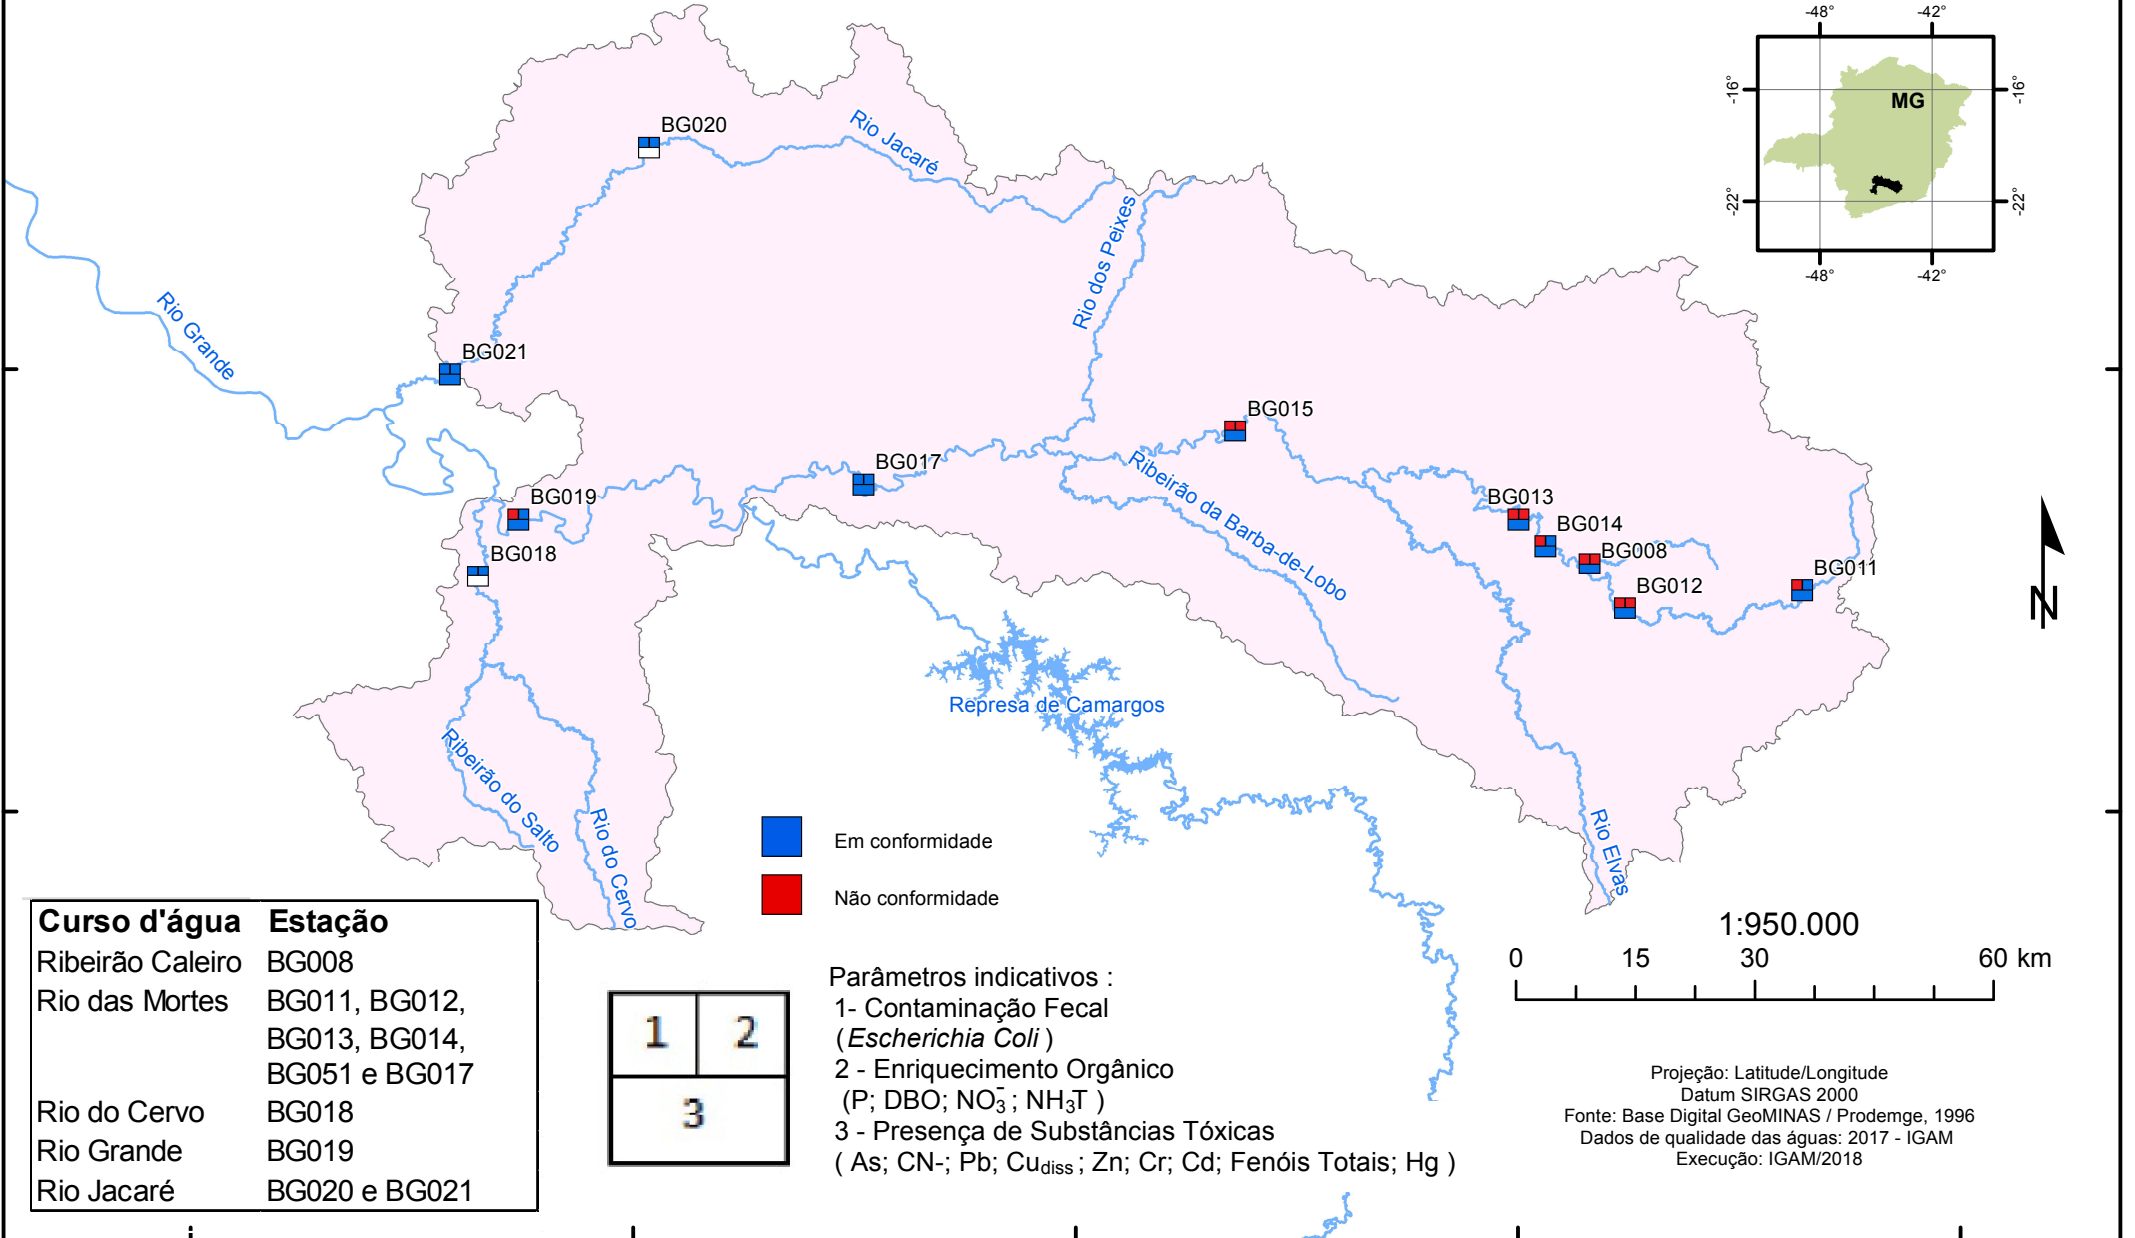 -48°
-42°
-16°
-16°
MG
-22°
-22°
-48°
-42°
BG020
Rio Jacaré
Rio dos Peixes
Rio Grande
BG021
BG015
BG017
Ribeirão da Barba-de-Lobo
BG019
BG013
BG014
BG018
BG008
BG011
BG012
N
Represa de Camargos
Ribeirão do Salto
Rio do Cervo
Rio Elvas
Em conformidade
Não conformidade
Curso d'água Estação
Ribeirão Caleiro BG008
Rio das Mortes BG011, BG012,
BG013, BG014,
BG051 e BG017
Rio do Cervo BG018
Rio Grande BG019
Rio Jacaré BG020 e BG021
1 2
3
Parâmetros indicativos :
1- Contaminação Fecal
(Escherichia Coli )
2 - Enriquecimento Orgânico
(P; DBO; NO₃⁻; NH₃T )
3 - Presença de Substâncias Tóxicas
( As; CN-; Pb; Cudiss ; Zn; Cr; Cd; Fenóis Totais; Hg )
1:950.000
0 15 30 60 km
Projeção: Latitude/Longitude
Datum SIRGAS 2000
Fonte: Base Digital GeoMINAS / Prodemge, 1996
Dados de qualidade das águas: 2017 - IGAM
Execução: IGAM/2018